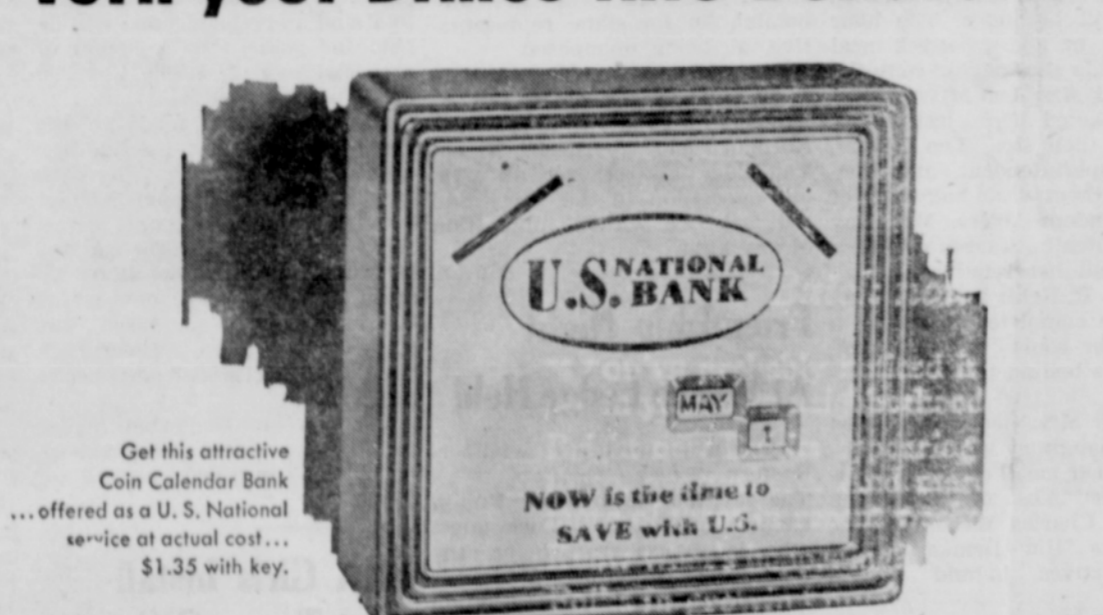 Get this attractive
Coin Calendar Bank
...offered as a U. S. National
service at actual cost...
$1.35 with key.
U.S. NATIONAL
BANK
MAY
1
NOW is the time to
SAVE with U.S.